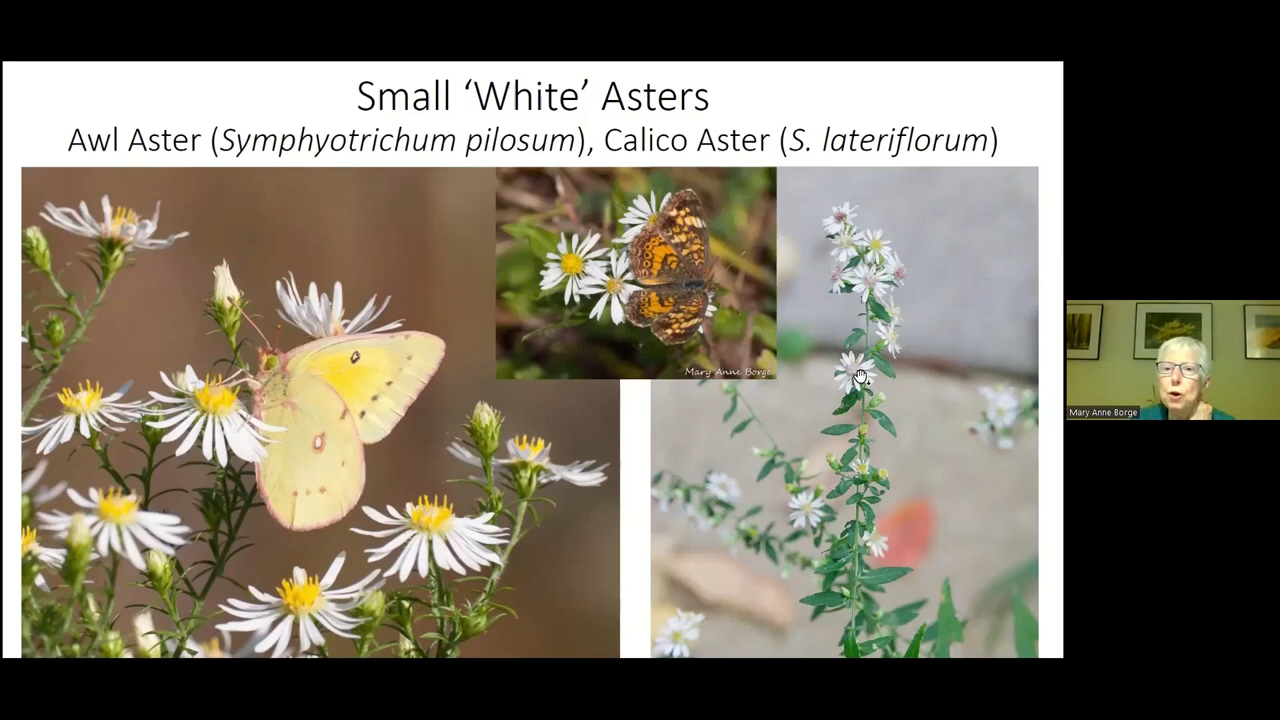 Small ‘White’ Asters
Awl Aster (Symphyotrichum pilosum), Calico Aster (S. lateriflorum)
Mary Anne Borge
Mary Anne Borge